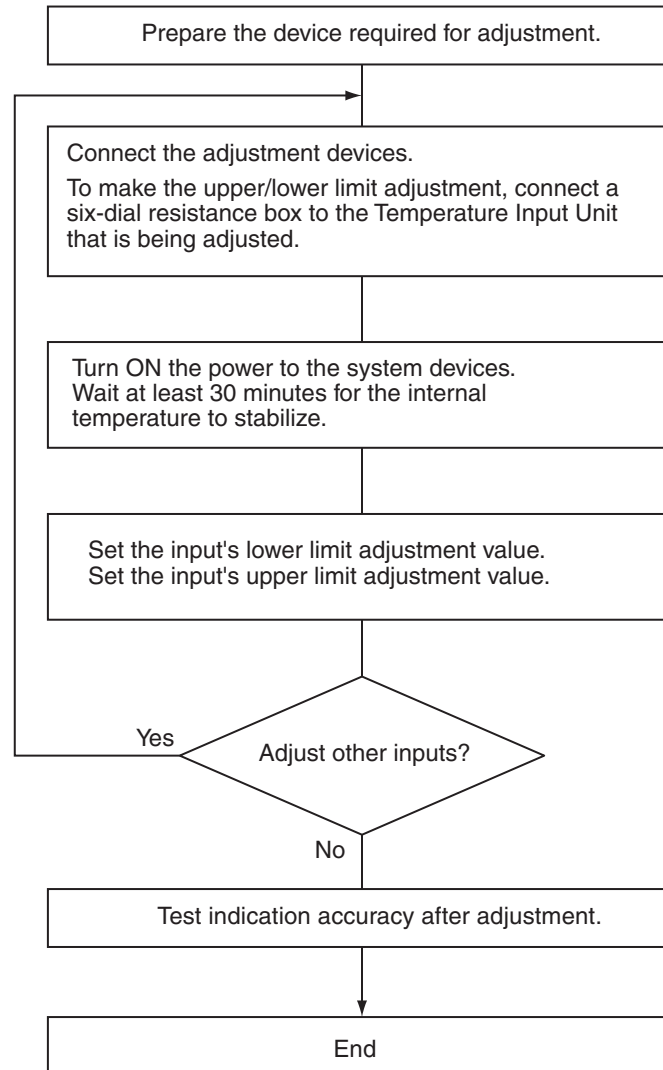 Prepare the device required for adjustment.
Connect the adjustment devices.
To make the upper/lower limit adjustment, connect a
six-dial resistance box to the Temperature Input Unit
that is being adjusted.
Turn ON the power to the system devices.
Wait at least 30 minutes for the internal
temperature to stabilize.
Set the input's lower limit adjustment value.
Set the input's upper limit adjustment value.
Yes
Adjust other inputs?
No
Test indication accuracy after adjustment.
End